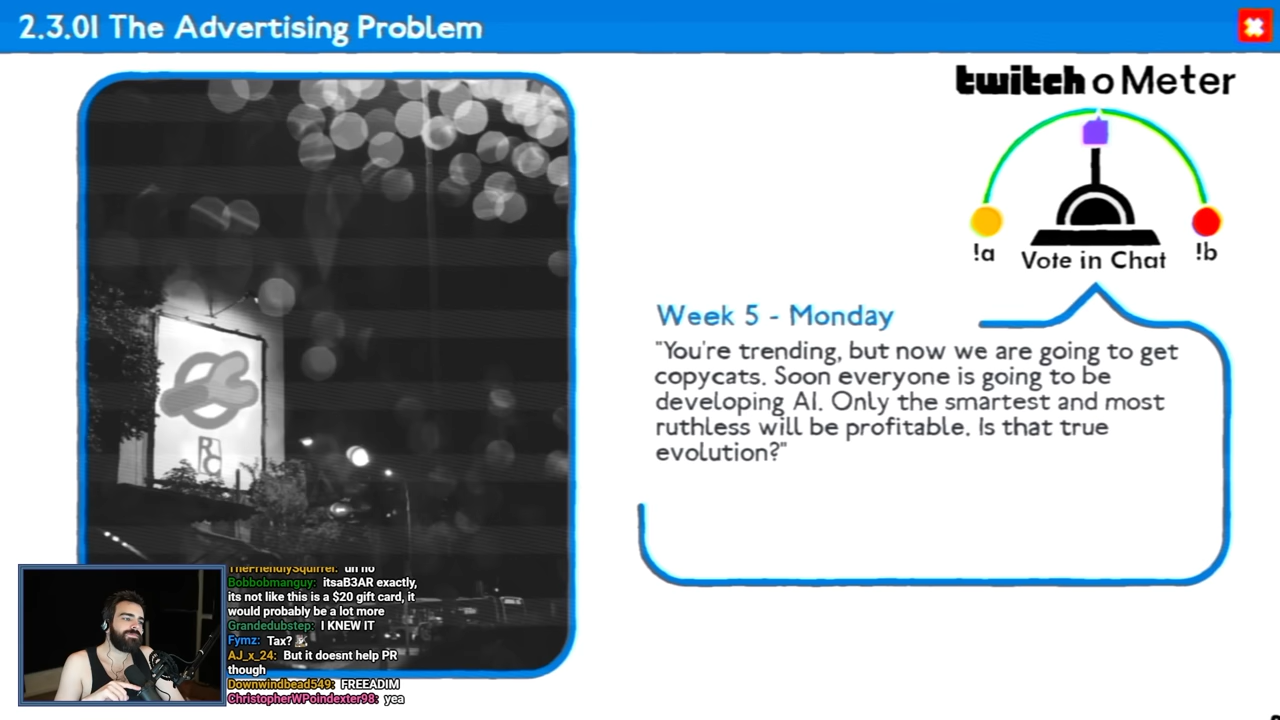 2.3.01 The Advertising Problem
twitch o Meter
!a
Vote in Chat
!b
Week 5 - Monday
"You're trending, but now we are going to get
copycats. Soon everyone is going to be
developing AI. Only the smartest and most
ruthless will be profitable. Is that true
evolution?"
TheFriendlySquirrel: uh no
Bobbobmanguy: itsaB3AR exactly,
its not like this is a $20 gift card, it
would probably be a lot more
Grandedubstep: I KNEW IT
Fymz: Tax?
AJ_x_24: But it doesnt help PR
though
Downwindbead549: FREEADIM
ChristopherWPoindexter98: yea